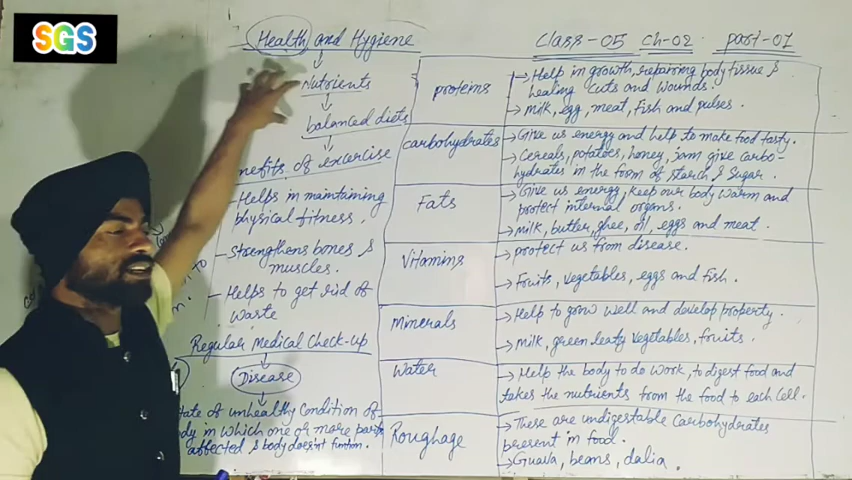 SGS
Health and Hygiene
Class-05 Ch-02 part-01
Nutrients
balanced diets
nefits of excercise
- Helps in maintaining
physical fitness.
- Strengthens bones &
muscles.
- Helps to get rid of
waste
Regular Medical Check-up
Disease
tate of unhealthy condition of
dy in which one or more parts
affected & body doesn't function.
proteins
→ Help in growth, repairing body tissue &
healing cuts and wounds.
→ Milk, egg, meat, fish and pulses.
carbohydrates
→ Give us energy and help to make food tasty.
→ Cereals, potatoes, honey, jam give carbo-
hydrates in the form of starch & Sugar.
Fats
→ Give us energy, keep our body warm and
protect internal organs.
→ Milk, butter, ghee, oil, eggs and meat.
Vitamins
→ protect us from disease.
→ Fruits, vegetables, eggs and fish.
Minerals
→ Help to grow well and develop property.
→ Milk, green leafy vegetables, fruits.
Water
→ Help the body to do work, to digest food and
takes the nutrients from the food to each cell.
Roughage
→ These are undigestable Carbohydrates
present in food.
→ Guava, beans, dalia.